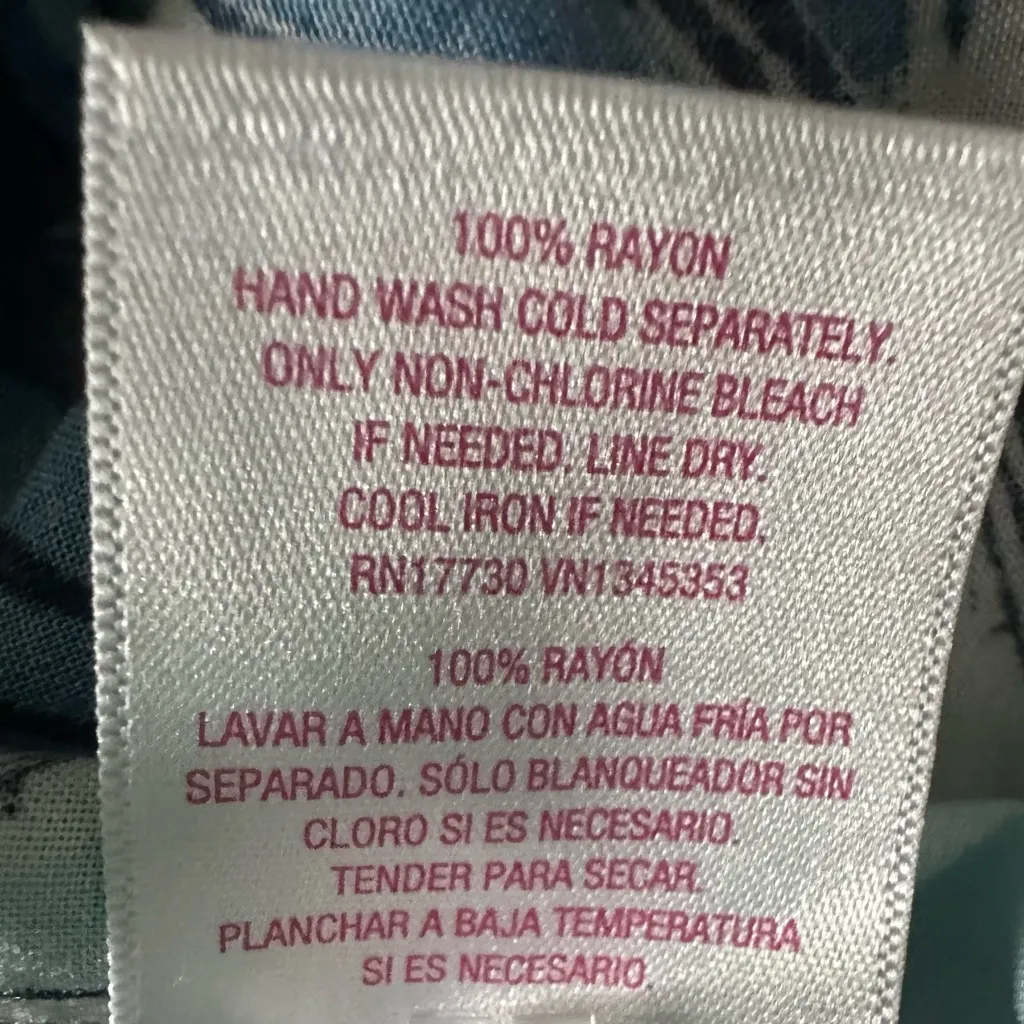 100% RAYON
HAND WASH COLD SEPARATELY.
ONLY NON-CHLORINE BLEACH
IF NEEDED. LINE DRY.
COOL IRON IF NEEDED.
RN17730 VN1345353
100% RAYÓN
LAVAR A MANO CON AGUA FRÍA POR
SEPARADO. SÓLO BLANQUEADOR SIN
CLORO SI ES NECESARIO.
TENDER PARA SECAR.
PLANCHAR A BAJA TEMPERATURA
SI ES NECESARIO